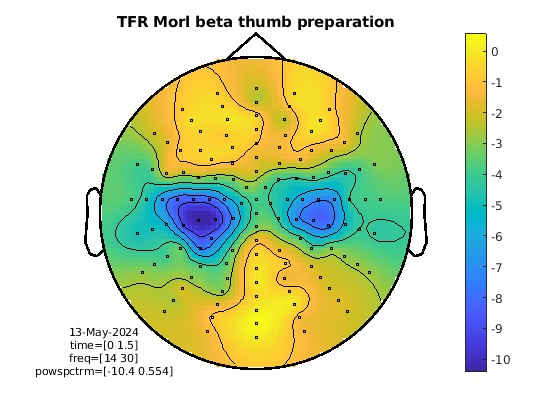 TFR Morl beta thumb preparation
0
-1
-2
-3
-4
-5
-6
-7
-8
-9
-10
13-May-2024
time=[0 1.5]
freq=[14 30]
powspctrm=[-10.4 0.554]